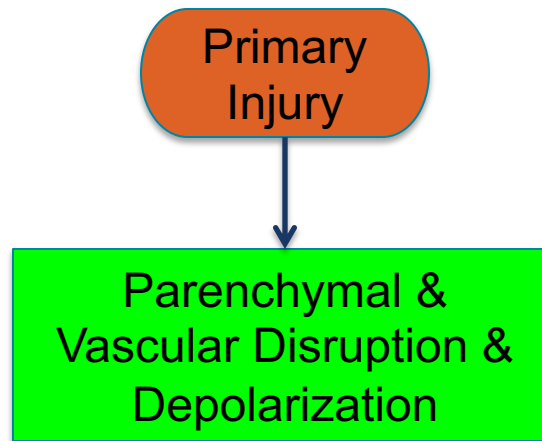 Primary
Injury
Parenchymal &
Vascular Disruption &
Depolarization